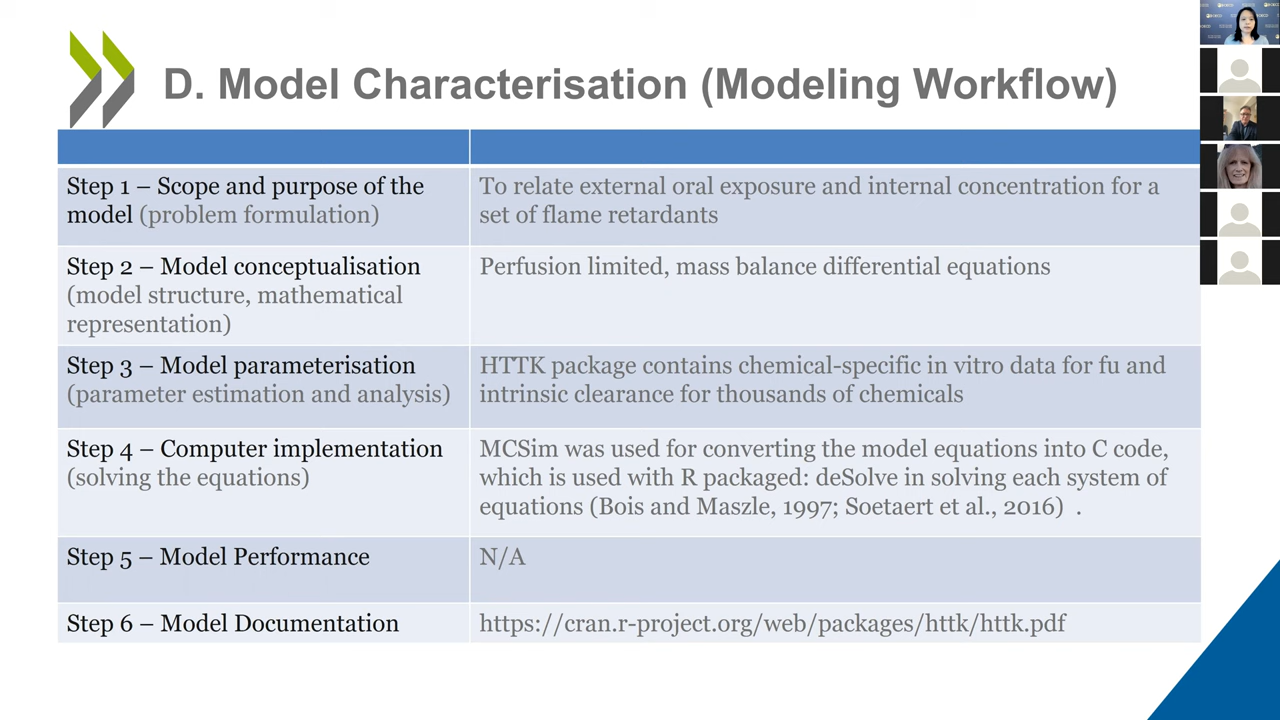 D. Model Characterisation (Modeling Workflow)
Step 1 – Scope and purpose of the
model (problem formulation)
To relate external oral exposure and internal concentration for a
set of flame retardants
Step 2 – Model conceptualisation
(model structure, mathematical
representation)
Perfusion limited, mass balance differential equations
Step 3 – Model parameterisation
(parameter estimation and analysis)
HTTK package contains chemical-specific in vitro data for fu and
intrinsic clearance for thousands of chemicals
Step 4 – Computer implementation
(solving the equations)
MCSim was used for converting the model equations into C code,
which is used with R packaged: deSolve in solving each system of
equations (Bois and Maszle, 1997; Soetaert et al., 2016)  .
Step 5 – Model Performance
N/A
Step 6 – Model Documentation
https://cran.r-project.org/web/packages/httk/httk.pdf